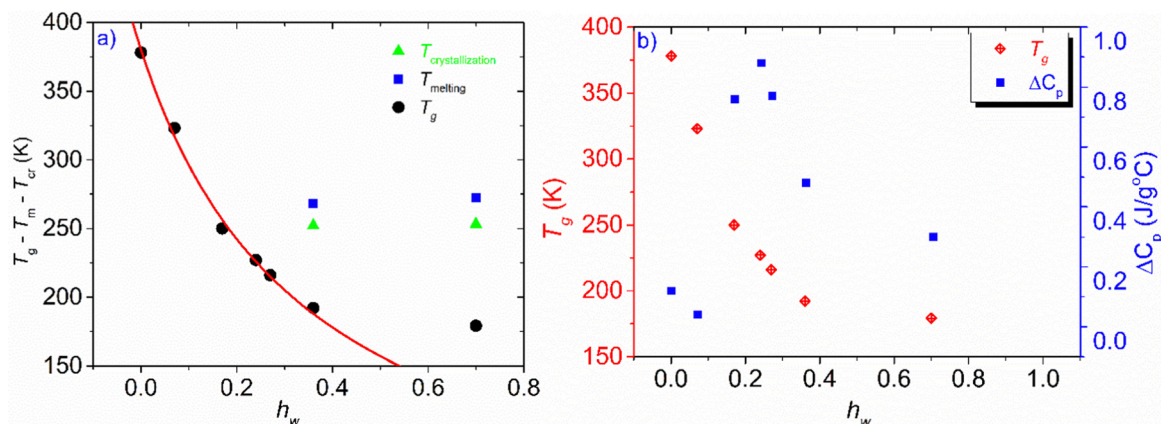 a)
T_crystallization
T_melting
T_g
400
350
300
250
200
150
T_g - T_m - T_cr (K)
0.0 0.2 0.4 0.6 0.8
h_w
b)
T_g
ΔC_p
400
350
300
250
200
150
T_g (K)
0.0 0.2 0.4 0.6 0.8 1.0
h_w
1.0
0.8
0.6
0.4
0.2
0.0
ΔC_p (J/g°C)